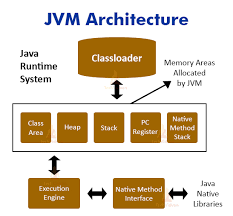 JVM Architecture
Java
Runtime
System
Classloader
Memory Areas
Allocated
by JVM
Class
Area
Heap
Stack
PC
Register
Native
Method
Stack
Execution
Engine
Native Method
Interface
Java
Native
Libraries